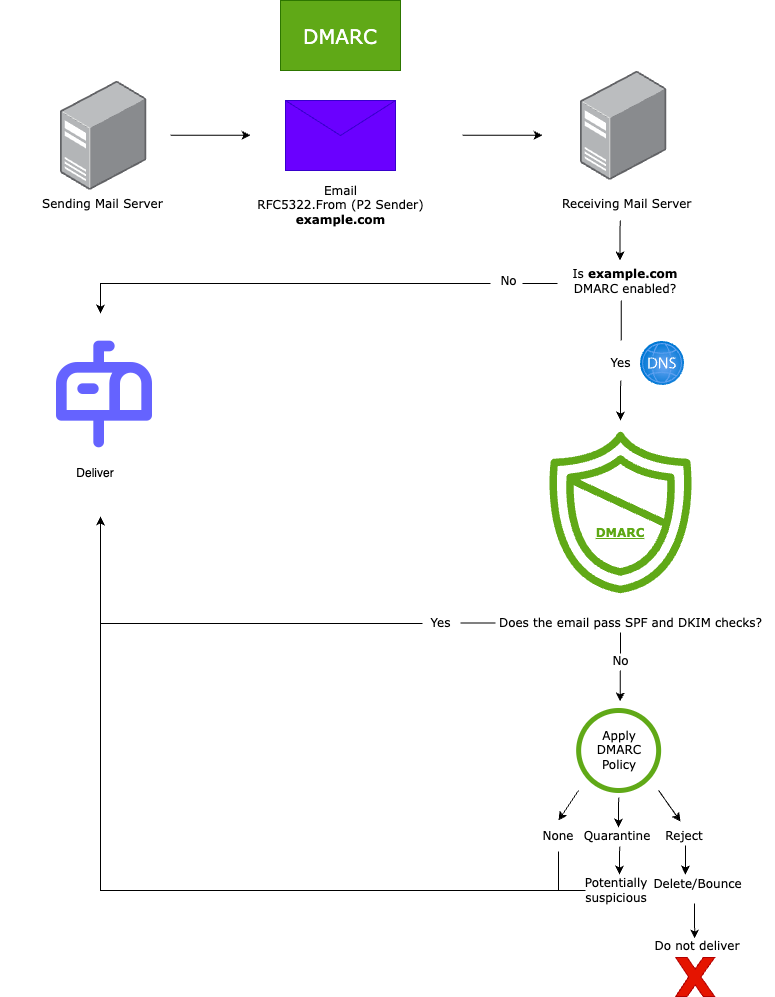 DMARC
Sending Mail Server
Email
RFC5322.From (P2 Sender)
example.com
Receiving Mail Server
Is example.com
DMARC enabled?
No
Yes
DNS
Deliver
DMARC
Does the email pass SPF and DKIM checks?
Yes
No
Apply
DMARC
Policy
None
Quarantine
Reject
Potentially
suspicious
Delete/Bounce
Do not deliver
X